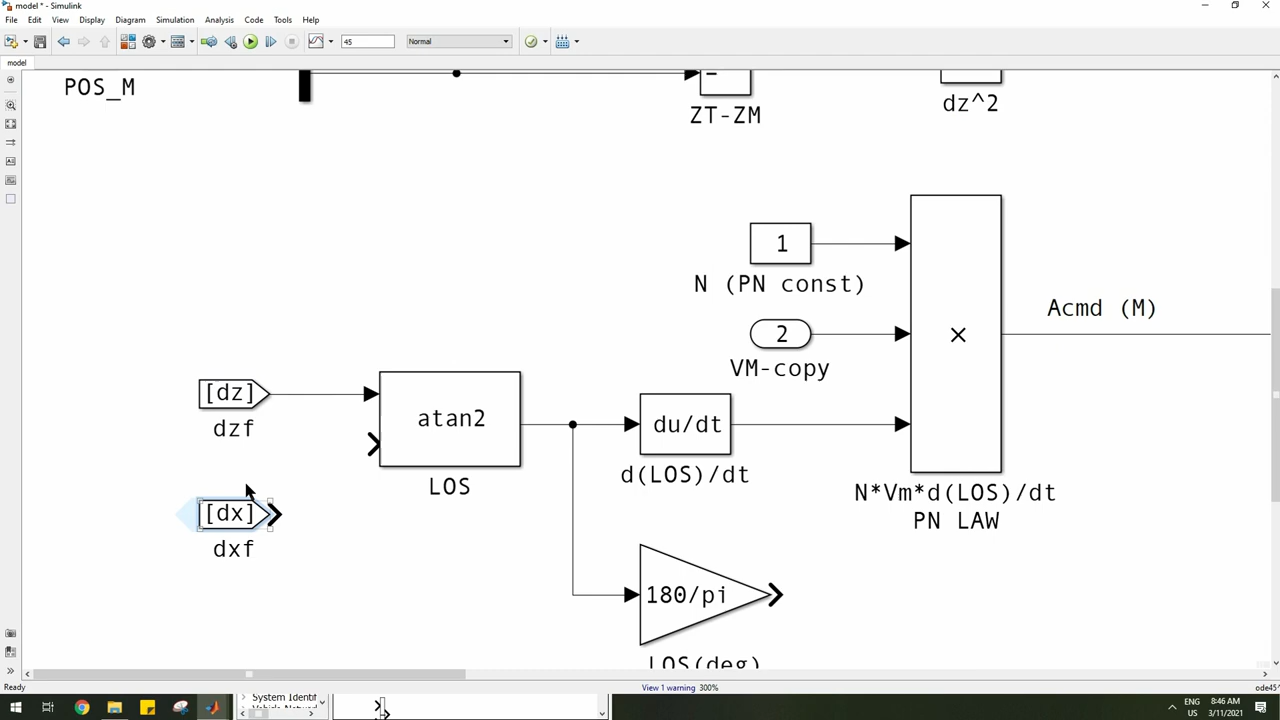 model * - Simulink
File Edit View Display Diagram Simulation Analysis Code Tools Help
45 Normal
model
POS_M
ZT-ZM
dz^2
1
N (PN const)
2
VM-copy
×
Acmd (M)
[dz]
dzf
atan2
LOS
du/dt
d(LOS)/dt
N*Vm*d(LOS)/dt
PN LAW
[dx]
dxf
180/pi
LOS(deg)
Ready View 1 warning 300% ode45
System Identif
ENG
US
8:46 AM
3/11/2021